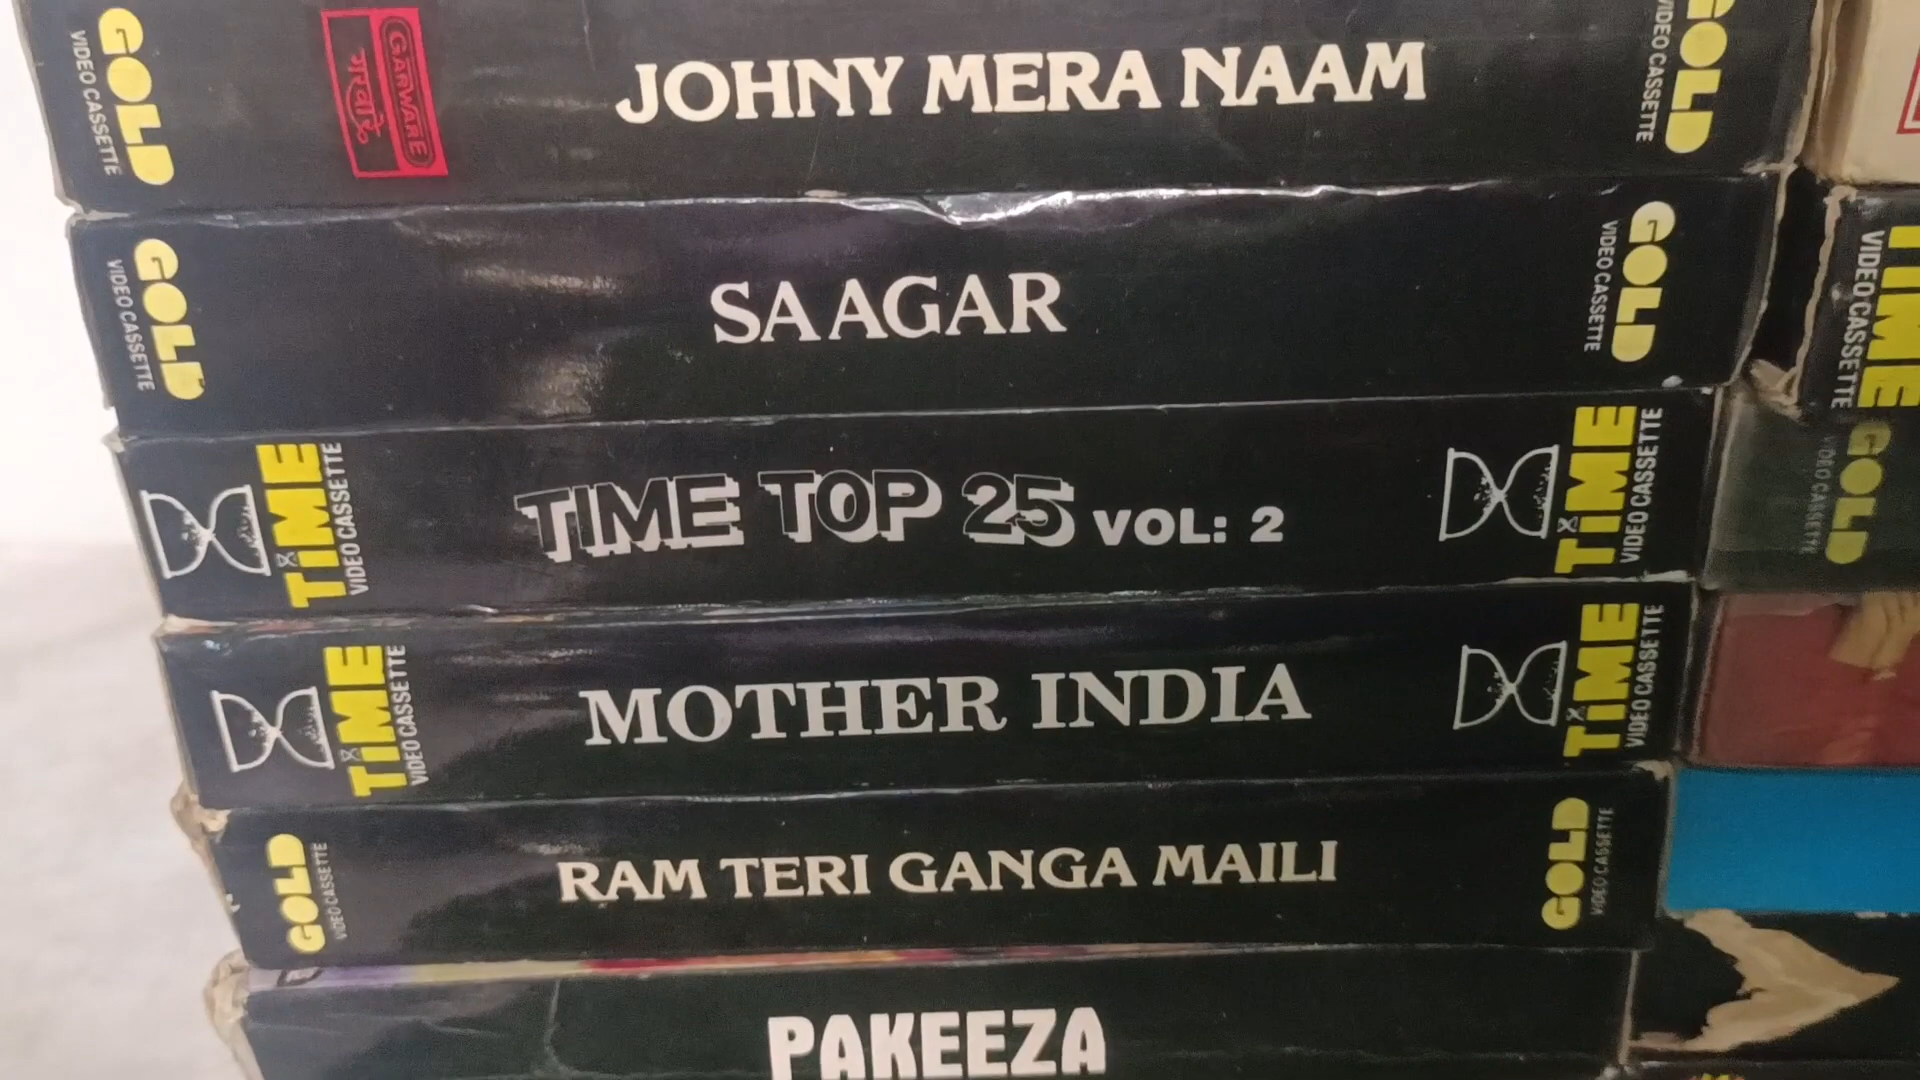 GOLD
VIDEO CASSETTE
GARWARE
गरवारे
JOHNY MERA NAAM
GOLD
VIDEO CASSETTE
GOLD
VIDEO CASSETTE
SAAGAR
GOLD
VIDEO CASSETTE
TIME
VIDEO CASSETTE
TIME TOP 25 VOL: 2
TIME
VIDEO CASSETTE
TIME
VIDEO CASSETTE
MOTHER INDIA
TIME
VIDEO CASSETTE
GOLD
VIDEO CASSETTE
RAM TERI GANGA MAILI
GOLD
VIDEO CASSETTE
PAKEEZA
TIME
VIDEO CASSETTE
GOLD
VIDEO CASSETTE